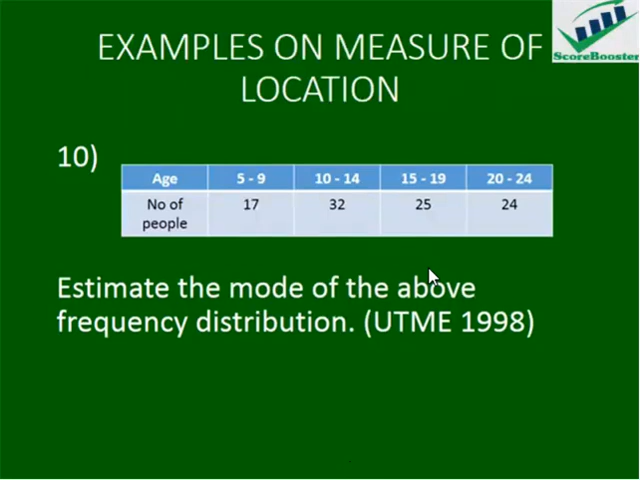 EXAMPLES ON MEASURE OF
LOCATION
ScoreBooster
10)
Age 5 - 9 10 - 14 15 - 19 20 - 24
No of people 17 32 25 24
Estimate the mode of the above
frequency distribution. (UTME 1998)